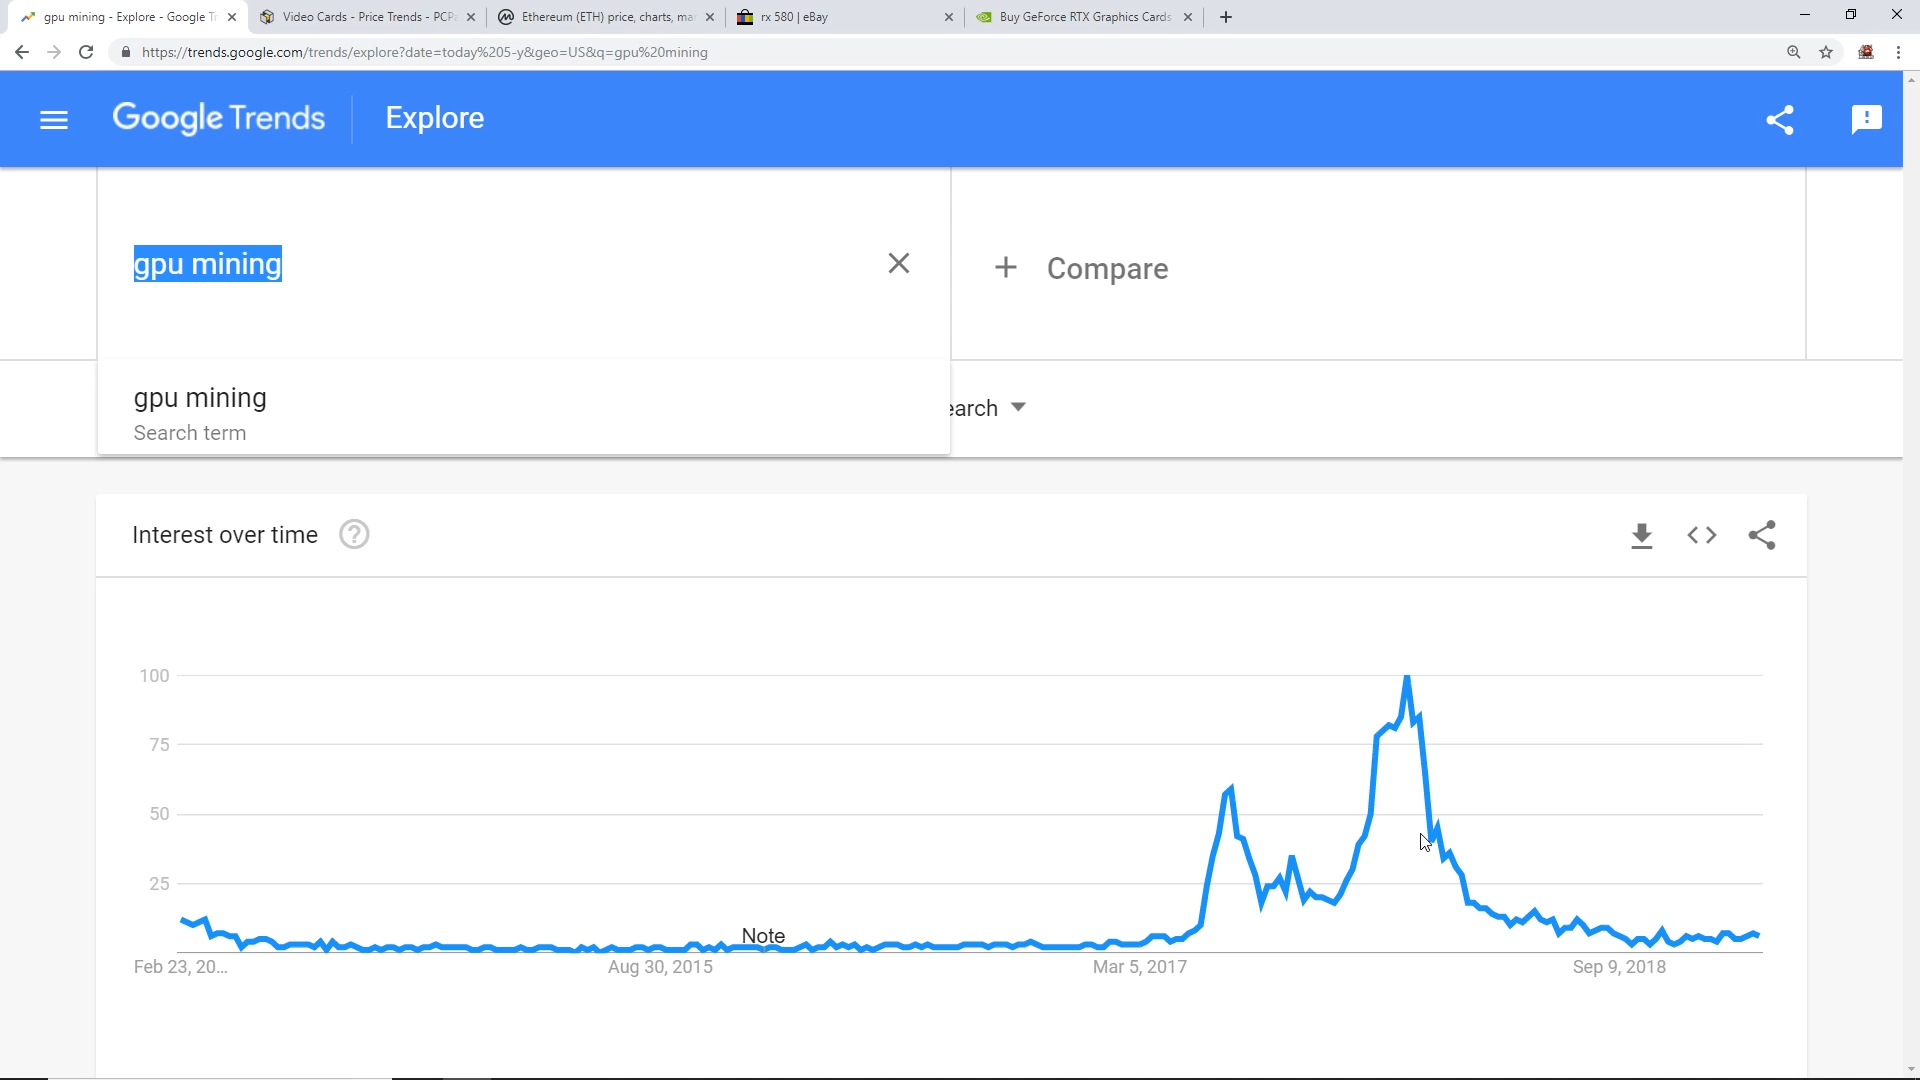 gpu mining - Explore - Google Tr
Video Cards - Price Trends - PCPa
Ethereum (ETH) price, charts, mar
rx 580 | eBay
Buy GeForce RTX Graphics Cards
https://trends.google.com/trends/explore?date=today%205-y&geo=US&q=gpu%20mining
Google Trends
Explore
gpu mining
+ Compare
gpu mining
Search term
earch
Interest over time
100
75
50
25
Note
Feb 23, 20...
Aug 30, 2015
Mar 5, 2017
Sep 9, 2018